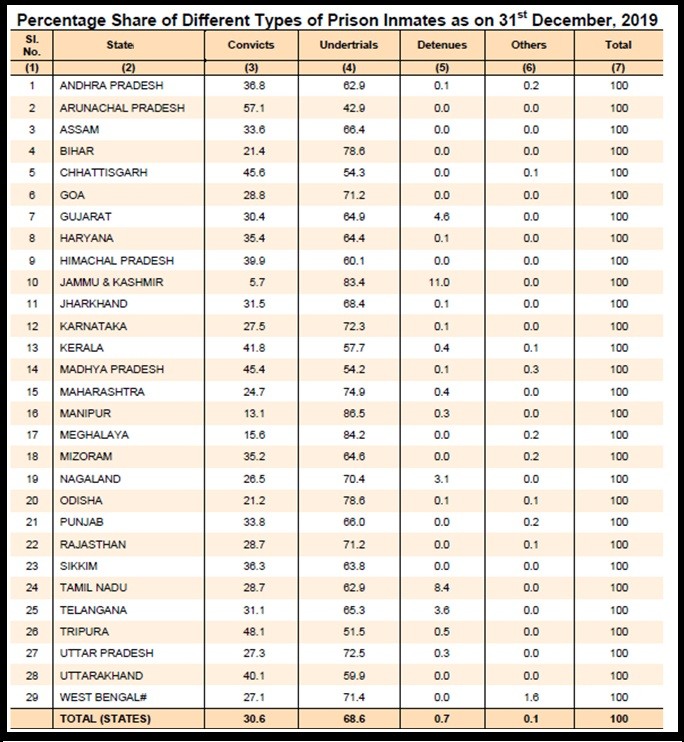 Percentage Share of Different Types of Prison Inmates as on 31st December, 2019
Sl. No. State Convicts Undertrials Detenues Others Total
(1) (2) (3) (4) (5) (6) (7)
1 ANDHRA PRADESH 36.8 62.9 0.1 0.2 100
2 ARUNACHAL PRADESH 57.1 42.9 0.0 0.0 100
3 ASSAM 33.6 66.4 0.0 0.0 100
4 BIHAR 21.4 78.6 0.0 0.0 100
5 CHHATTISGARH 45.6 54.3 0.0 0.1 100
6 GOA 28.8 71.2 0.0 0.0 100
7 GUJARAT 30.4 64.9 4.6 0.0 100
8 HARYANA 35.4 64.4 0.1 0.0 100
9 HIMACHAL PRADESH 39.9 60.1 0.0 0.0 100
10 JAMMU & KASHMIR 5.7 83.4 11.0 0.0 100
11 JHARKHAND 31.5 68.4 0.1 0.0 100
12 KARNATAKA 27.5 72.3 0.1 0.0 100
13 KERALA 41.8 57.7 0.4 0.1 100
14 MADHYA PRADESH 45.4 54.2 0.1 0.3 100
15 MAHARASHTRA 24.7 74.9 0.4 0.0 100
16 MANIPUR 13.1 86.5 0.3 0.0 100
17 MEGHALAYA 15.6 84.2 0.0 0.2 100
18 MIZORAM 35.2 64.6 0.0 0.2 100
19 NAGALAND 26.5 70.4 3.1 0.0 100
20 ODISHA 21.2 78.6 0.1 0.1 100
21 PUNJAB 33.8 66.0 0.0 0.2 100
22 RAJASTHAN 28.7 71.2 0.0 0.1 100
23 SIKKIM 36.3 63.8 0.0 0.0 100
24 TAMIL NADU 28.7 62.9 8.4 0.0 100
25 TELANGANA 31.1 65.3 3.6 0.0 100
26 TRIPURA 48.1 51.5 0.5 0.0 100
27 UTTAR PRADESH 27.3 72.5 0.3 0.0 100
28 UTTARAKHAND 40.1 59.9 0.0 0.0 100
29 WEST BENGAL# 27.1 71.4 0.0 1.6 100
TOTAL (STATES) 30.6 68.6 0.7 0.1 100